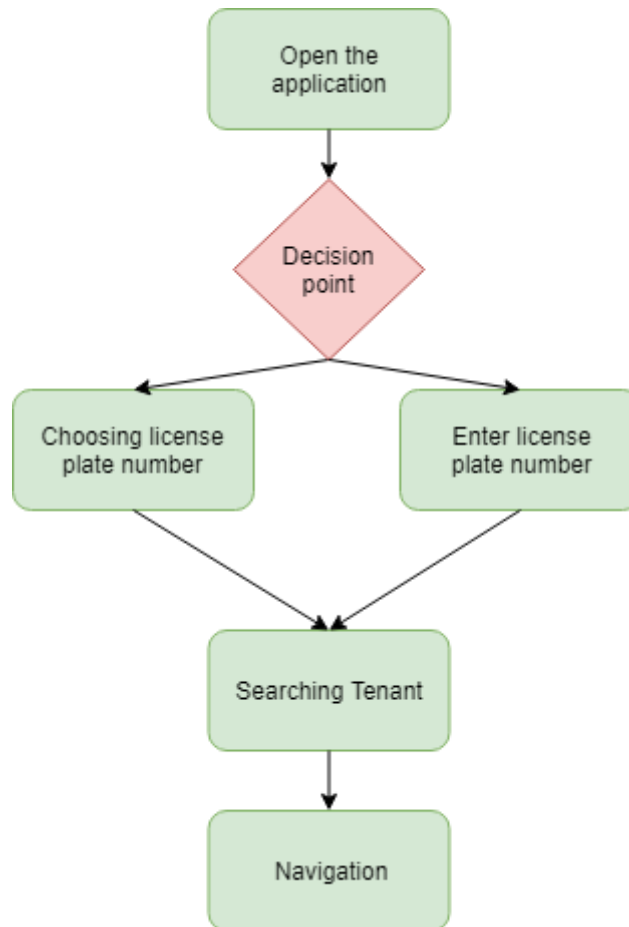 Open the
application
Decision
point
Choosing license
plate number
Enter license
plate number
Searching Tenant
Navigation